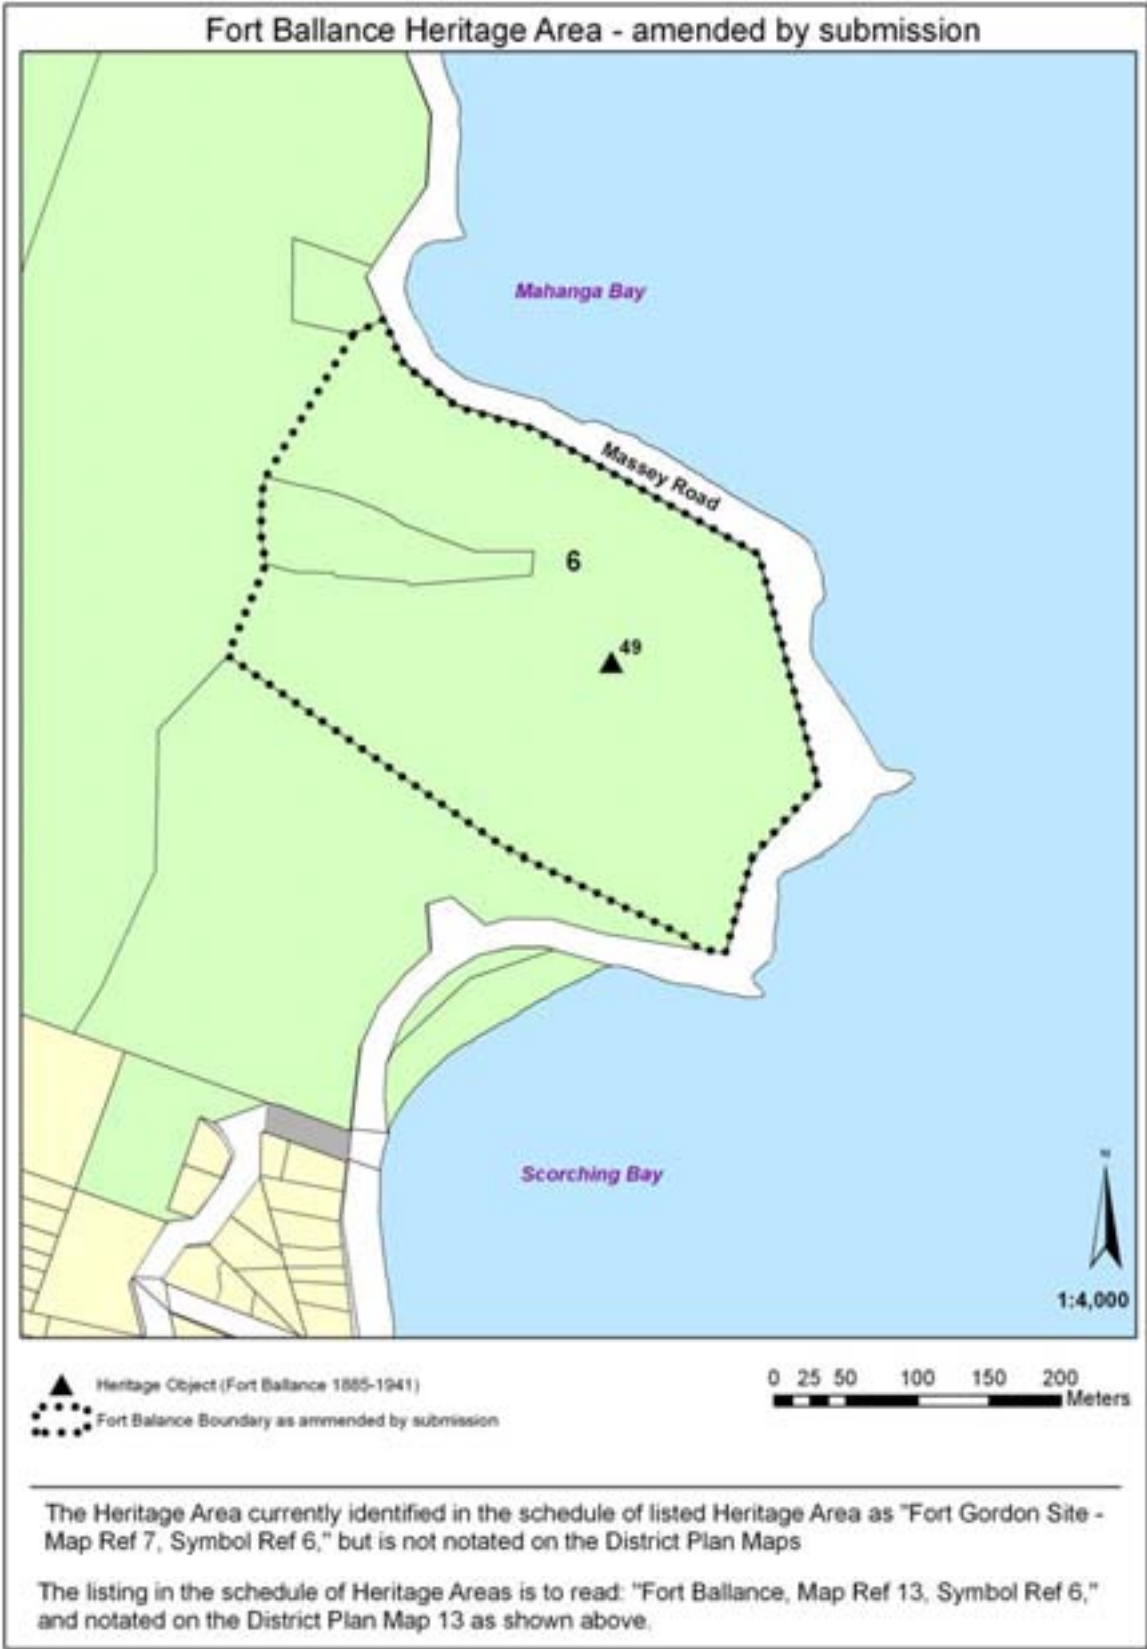 Fort Ballance Heritage Area - amended by submission
Mahanga Bay
Massey Road
6
49
Scorching Bay
N
1:4,000
Heritage Object (Fort Ballance 1885-1941)
Fort Balance Boundary as ammended by submission
0 25 50 100 150 200
Meters
The Heritage Area currently identified in the schedule of listed Heritage Area as "Fort Gordon Site -
Map Ref 7, Symbol Ref 6," but is not notated on the District Plan Maps
The listing in the schedule of Heritage Areas is to read: "Fort Ballance, Map Ref 13, Symbol Ref 6,"
and notated on the District Plan Map 13 as shown above.